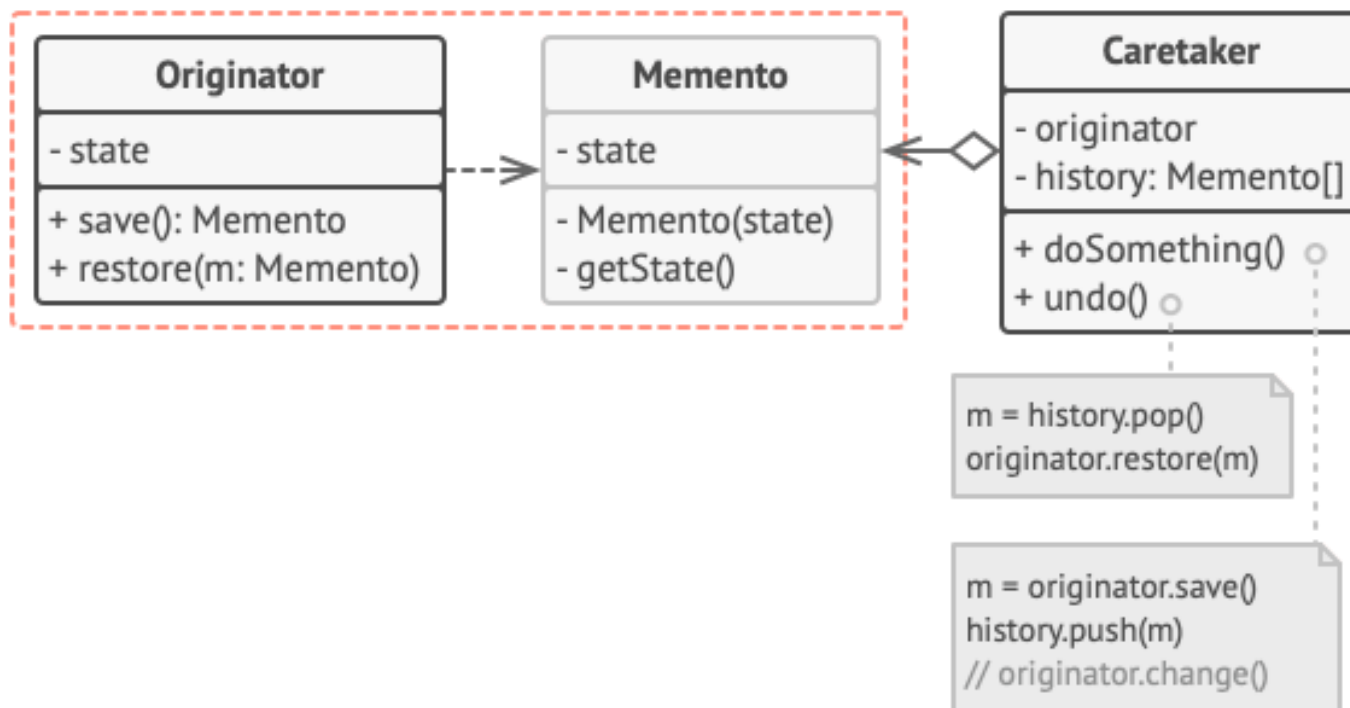 Originator
- state
+ save(): Memento
+ restore(m: Memento)
Memento
- state
- Memento(state)
- getState()
Caretaker
- originator
- history: Memento[]
+ doSomething()
+ undo()
m = history.pop()
originator.restore(m)
m = originator.save()
history.push(m)
// originator.change()